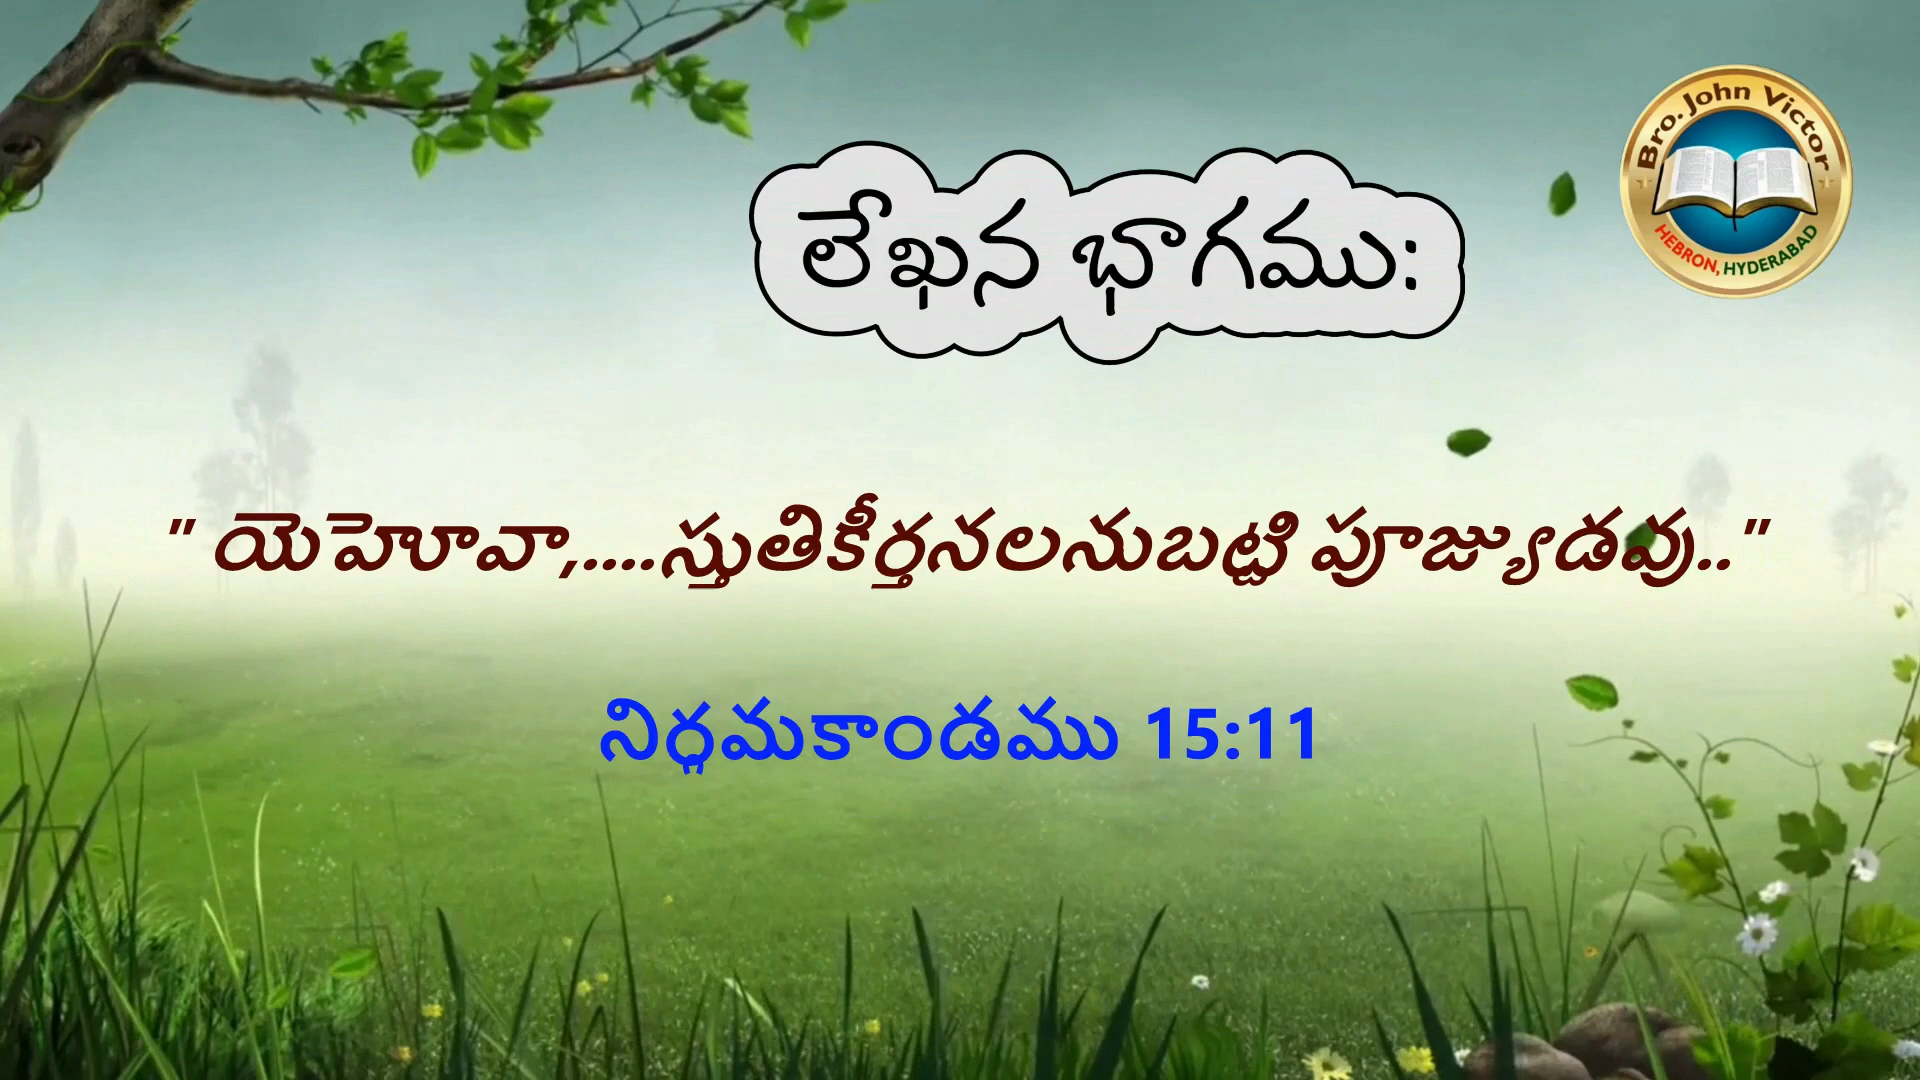 Bro. John Victor
HEBRON, HYDERABAD
లేఖన భాగము:
" యెహెూవా,....స్తుతికీర్తనలనుబట్టి పూజ్యుడవు.."
నిర్గమకాండము 15:11